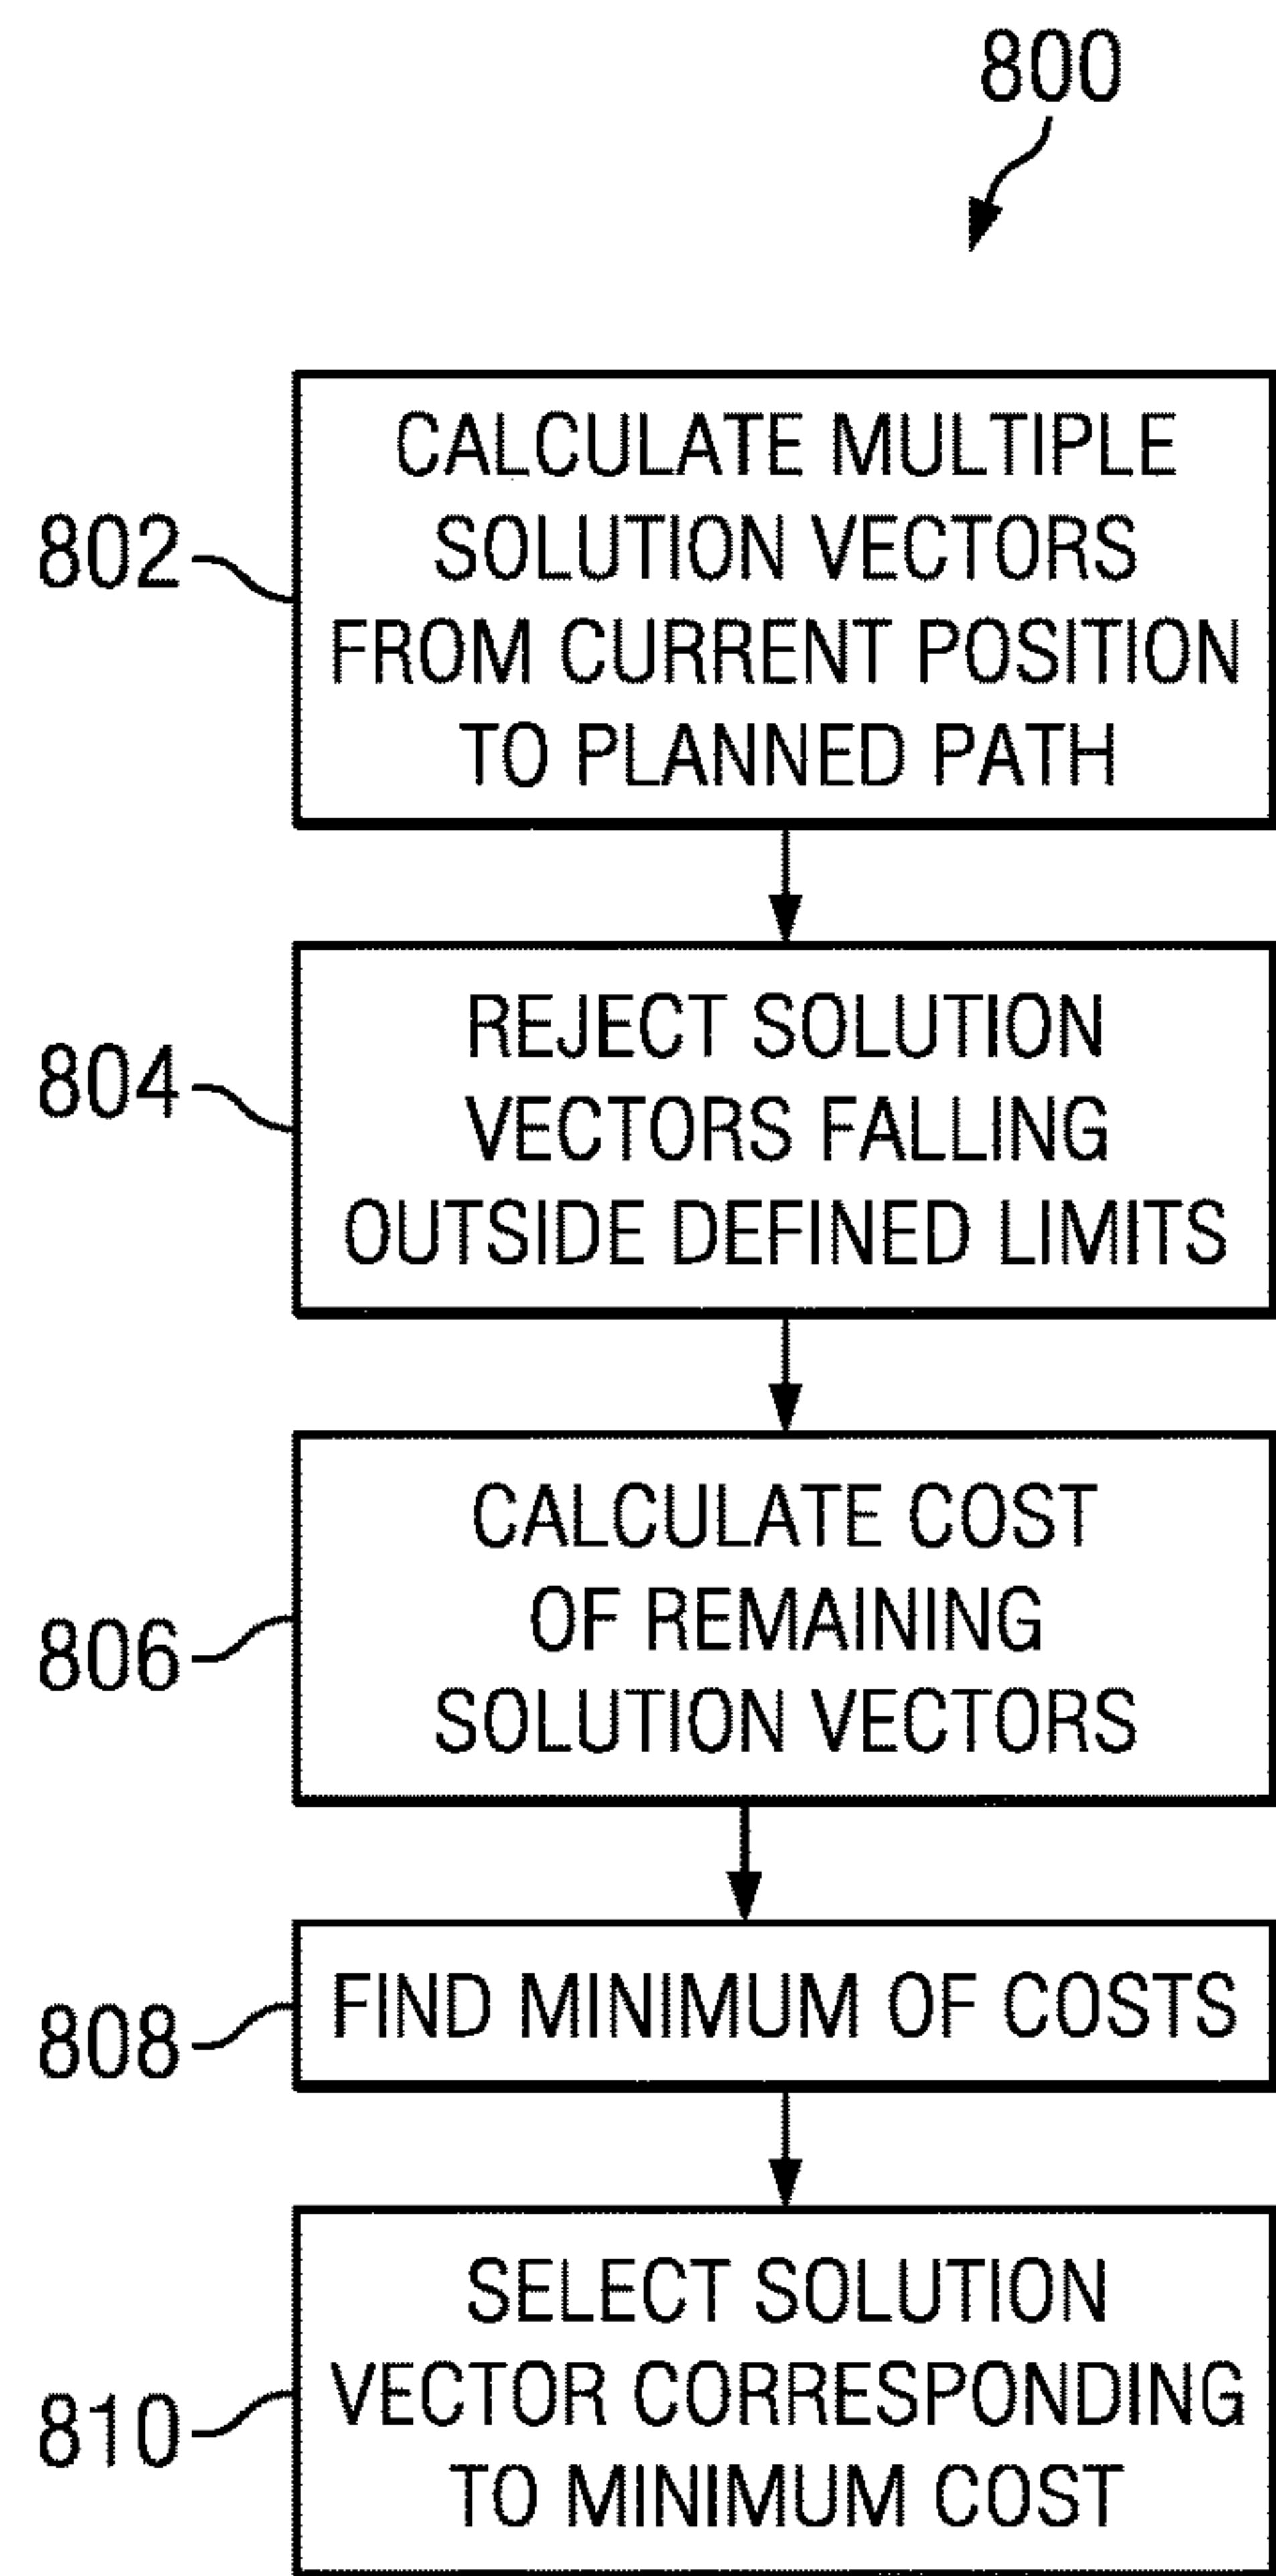 800
802
CALCULATE MULTIPLE
SOLUTION VECTORS
FROM CURRENT POSITION
TO PLANNED PATH
804
REJECT SOLUTION
VECTORS FALLING
OUTSIDE DEFINED LIMITS
806
CALCULATE COST
OF REMAINING
SOLUTION VECTORS
808
FIND MINIMUM OF COSTS
810
SELECT SOLUTION
VECTOR CORRESPONDING
TO MINIMUM COST